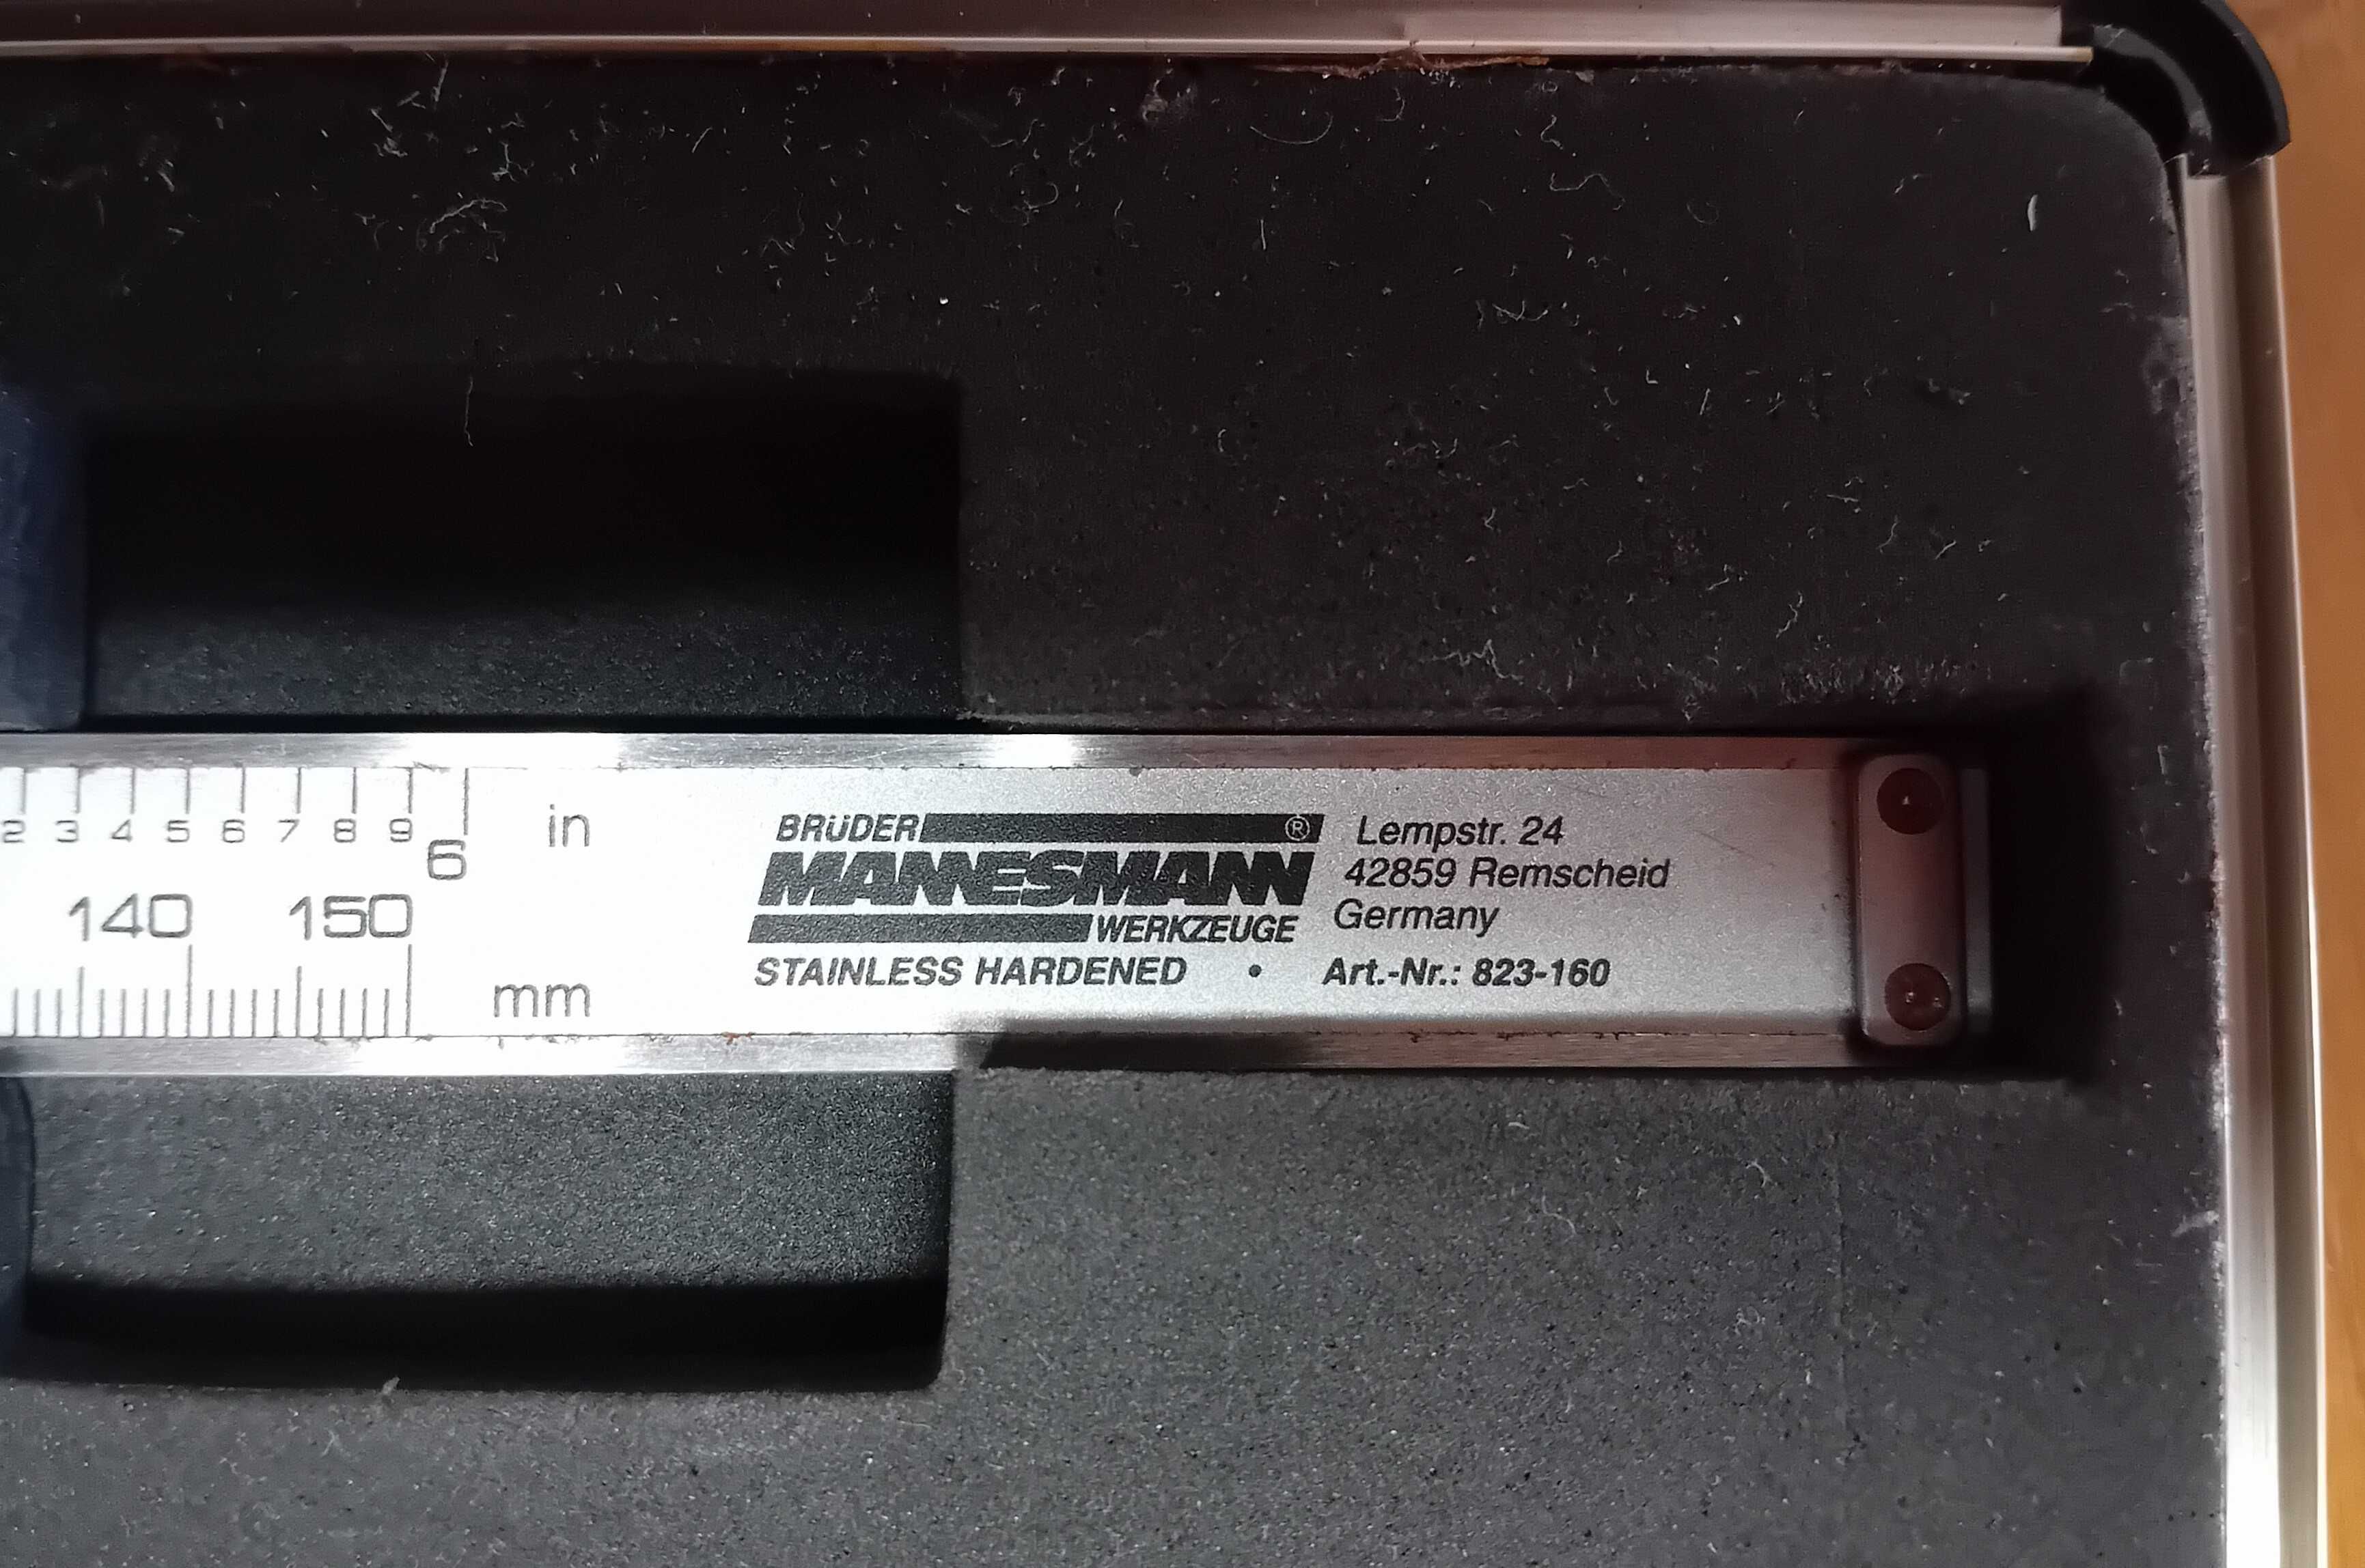 2 3 4 5 6 7 8 9 6 in
140 150 mm
BRÜDER ®
MANNESMANN
WERKZEUGE
STAINLESS HARDENED • Art.-Nr.: 823-160
Lempstr. 24
42859 Remscheid
Germany